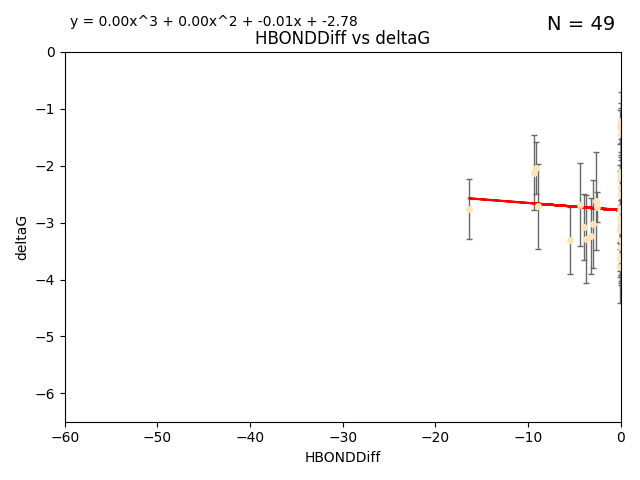 y = 0.00x^3 + 0.00x^2 + -0.01x + -2.78
N = 49
HBONDDiff vs deltaG
0
−1
−2
−3
−4
−5
−6
deltaG
−60
−50
−40
−30
−20
−10
0
HBONDDiff